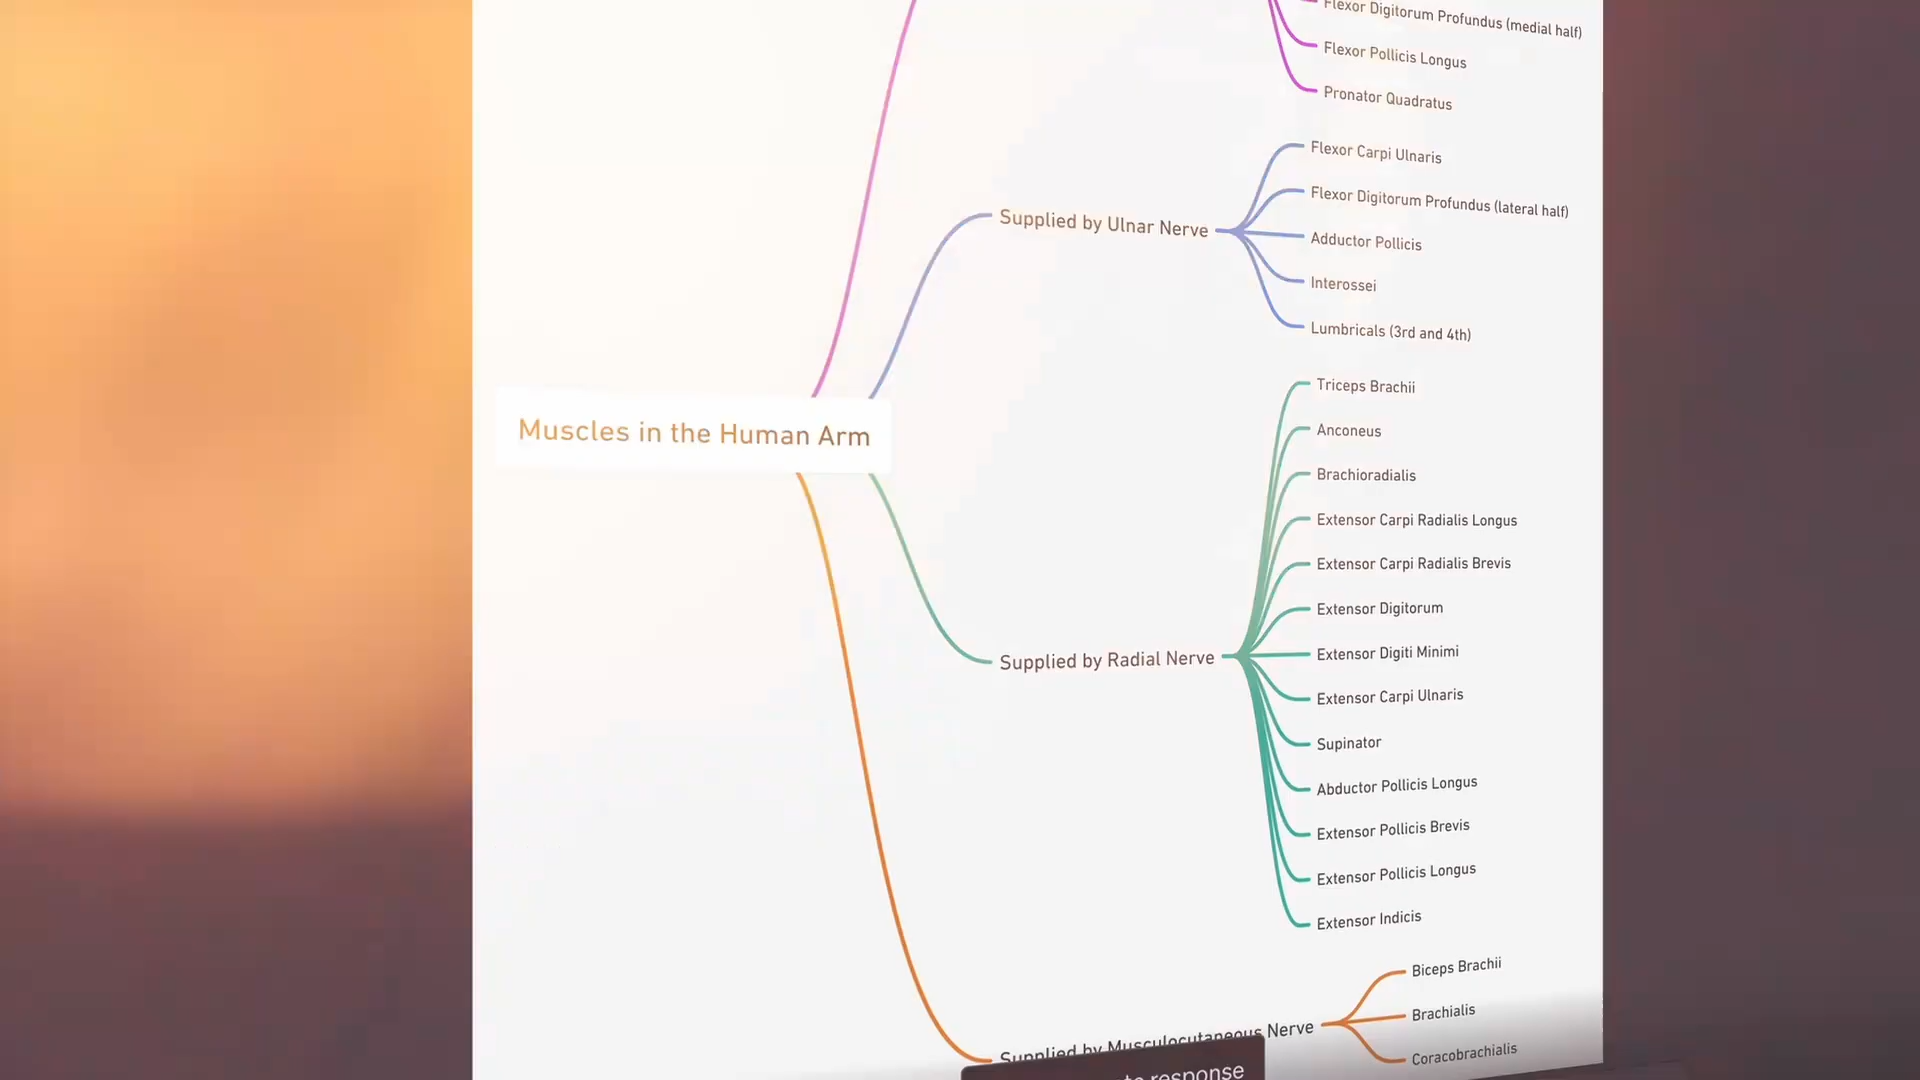 Flexor Digitorum Profundus (medial half)
Flexor Pollicis Longus
Pronator Quadratus
Flexor Carpi Ulnaris
Flexor Digitorum Profundus (lateral half)
Supplied by Ulnar Nerve
Adductor Pollicis
Interossei
Lumbricals (3rd and 4th)
Triceps Brachii
Muscles in the Human Arm
Anconeus
Brachioradialis
Extensor Carpi Radialis Longus
Extensor Carpi Radialis Brevis
Extensor Digitorum
Supplied by Radial Nerve
Extensor Digiti Minimi
Extensor Carpi Ulnaris
Supinator
Abductor Pollicis Longus
Extensor Pollicis Brevis
Extensor Pollicis Longus
Extensor Indicis
Biceps Brachii
Supplied by Musculocutaneous Nerve
Brachialis
Coracobrachialis
response